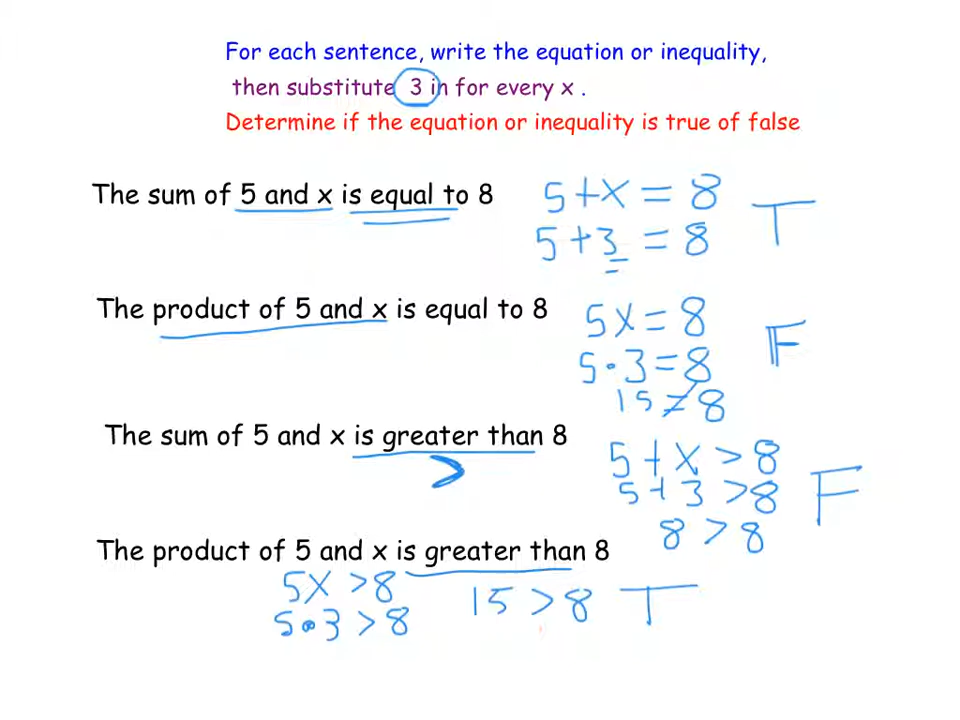 For each sentence, write the equation or inequality,
then substitute 3 in for every x .
Determine if the equation or inequality is true of false
The sum of 5 and x is equal to 8
5+x = 8
5+3 = 8
T
The product of 5 and x is equal to 8
5x = 8
5·3 = 8
15 ≠ 8
F
The sum of 5 and x is greater than 8
>
5+x > 8
5+3 > 8
8 > 8
F
The product of 5 and x is greater than 8
5x > 8
5·3 > 8
15 > 8
T